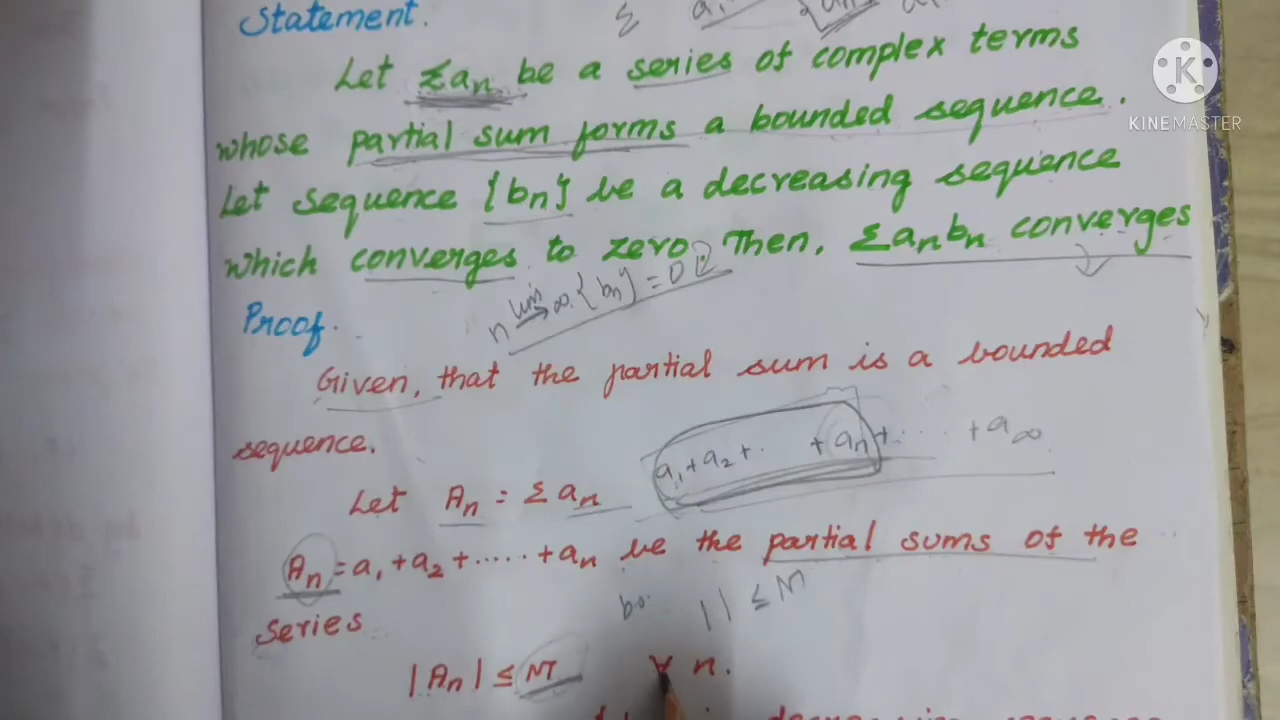 Statement.
Σ a₁
Let Σaₙ be a series of complex terms
whose partial sum forms a bounded sequence.
Let sequence {bₙ} be a decreasing sequence
which converges to zero. Then, Σaₙbₙ converges
lim n→∞ {bₙ} = 0
Proof.
Given, that the partial sum is a bounded
sequence.
a₁+a₂+.. +aₙ+.... +a∞
Let Aₙ = Σaₙ
Aₙ = a₁+a₂+.....+aₙ be the partial sums of the
series
b.s. | | ≤ M
|Aₙ| ≤ M ∀ n.
decreasing sequence
K
KINEMASTER